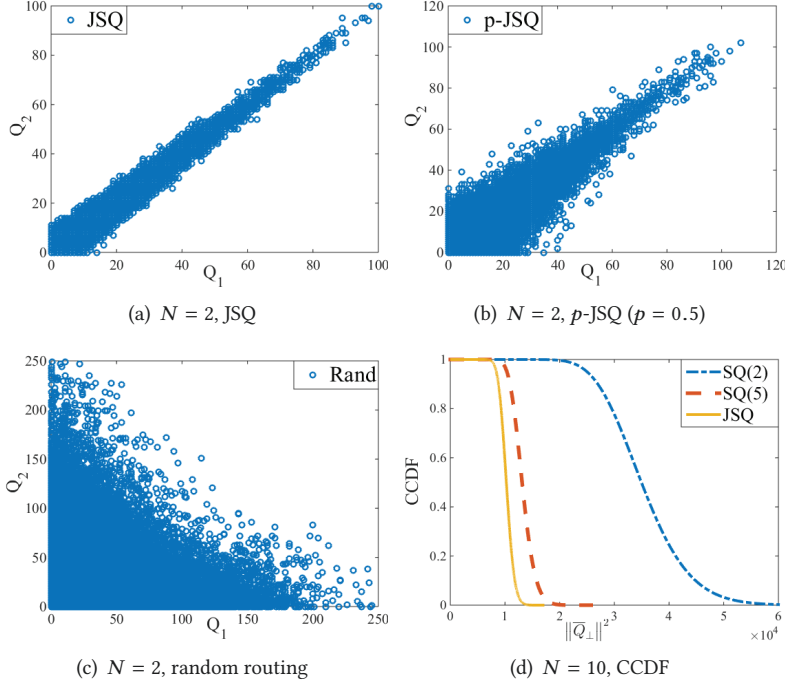 JSQ
100
80
60
40
20
0
Q2
0 20 40 60 80 100
Q1
(a) N = 2, JSQ
p-JSQ
120
100
80
60
40
20
0
Q2
0 20 40 60 80 100 120
Q1
(b) N = 2, p-JSQ (p = 0.5)
Rand
250
200
150
100
50
0
Q2
0 50 100 150 200 250
Q1
(c) N = 2, random routing
SQ(2)
SQ(5)
JSQ
1
0.8
0.6
0.4
0.2
0
CCDF
0 1 2 3 4 5 6
‖Q̄⊥‖²
×10⁴
(d) N = 10, CCDF